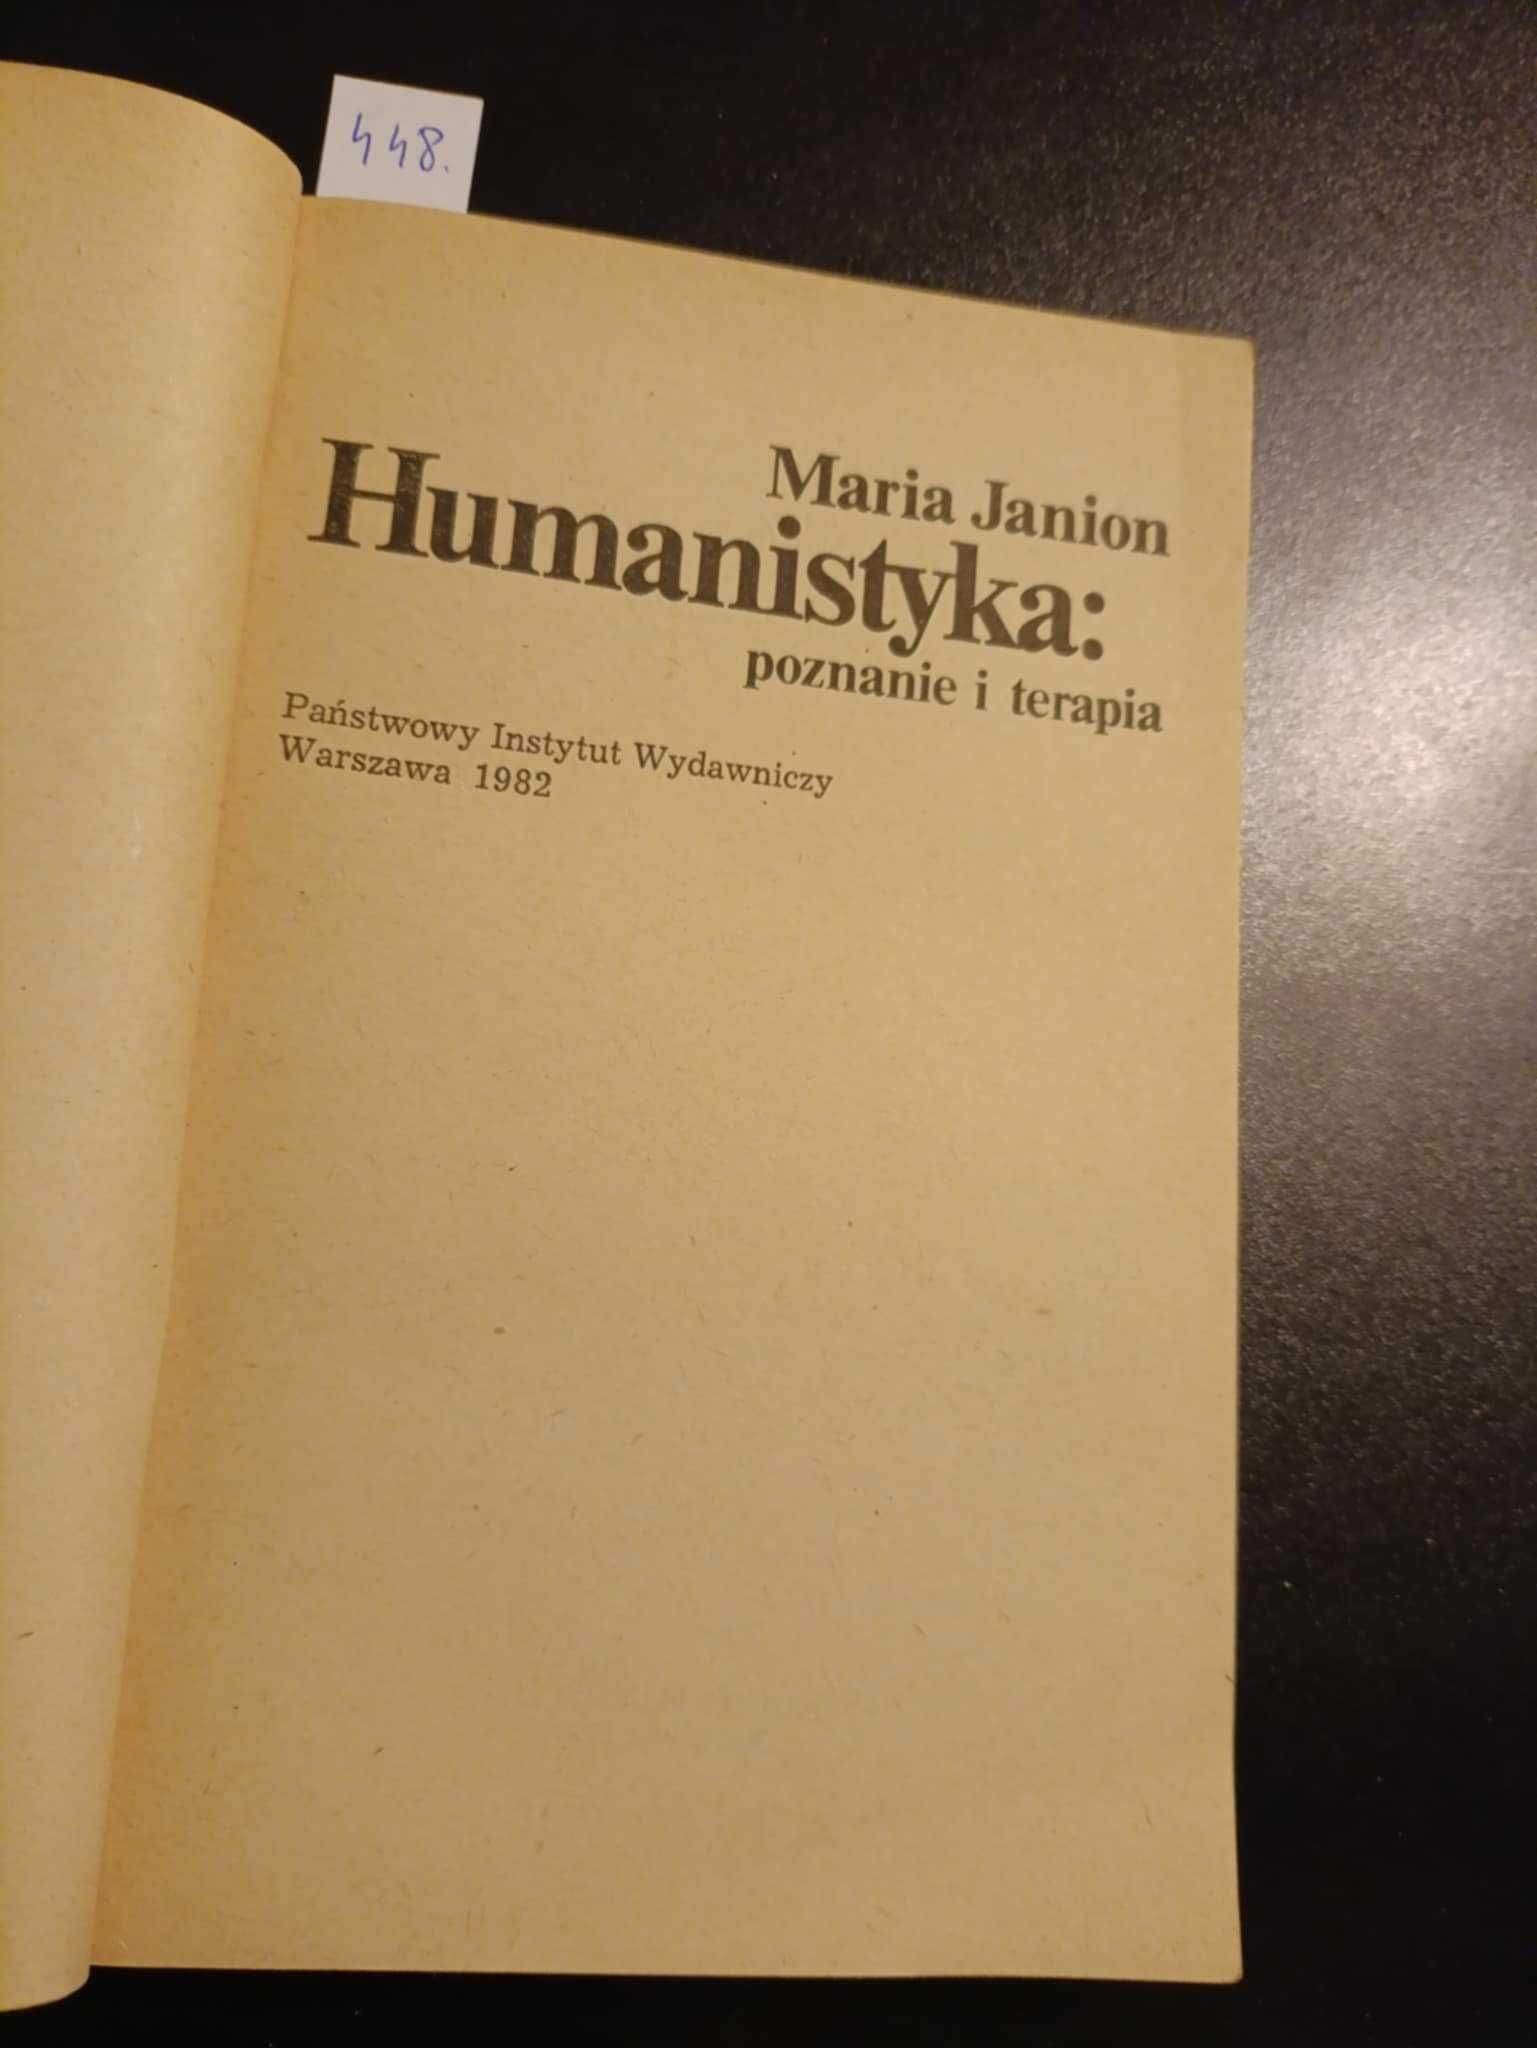 448.
Maria Janion
Humanistyka:
poznanie i terapia
Państwowy Instytut Wydawniczy
Warszawa 1982